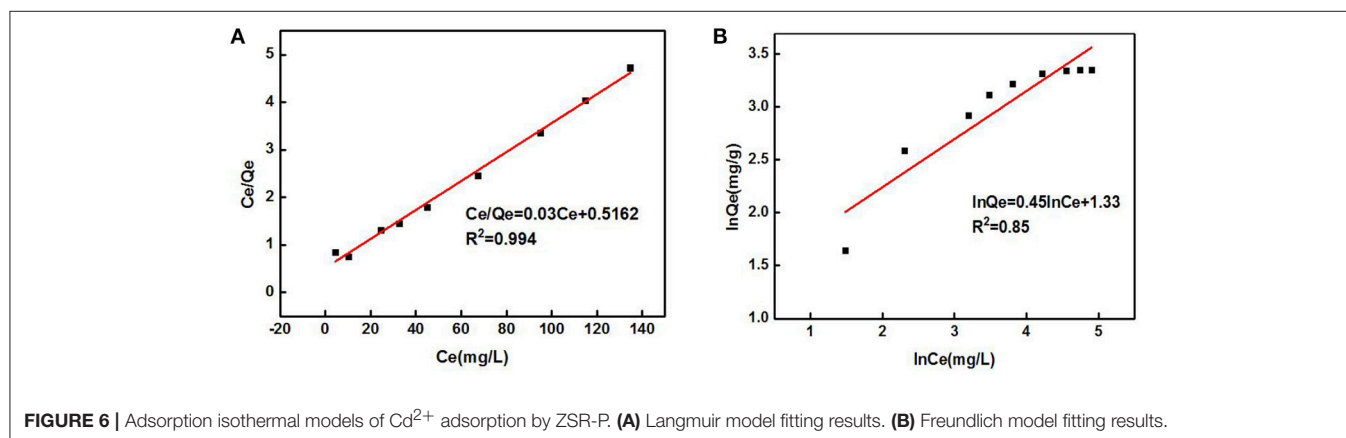 A
Ce/Qe
5
4
3
2
1
0
-20 0 20 40 60 80 100 120 140
Ce(mg/L)
Ce/Qe=0.03Ce+0.5162
R²=0.994
B
lnQe(mg/g)
3.5
3.0
2.5
2.0
1.5
1.0
1 2 3 4 5
lnCe(mg/L)
lnQe=0.45lnCe+1.33
R²=0.85
FIGURE 6 | Adsorption isothermal models of Cd²⁺ adsorption by ZSR-P. (A) Langmuir model fitting results. (B) Freundlich model fitting results.